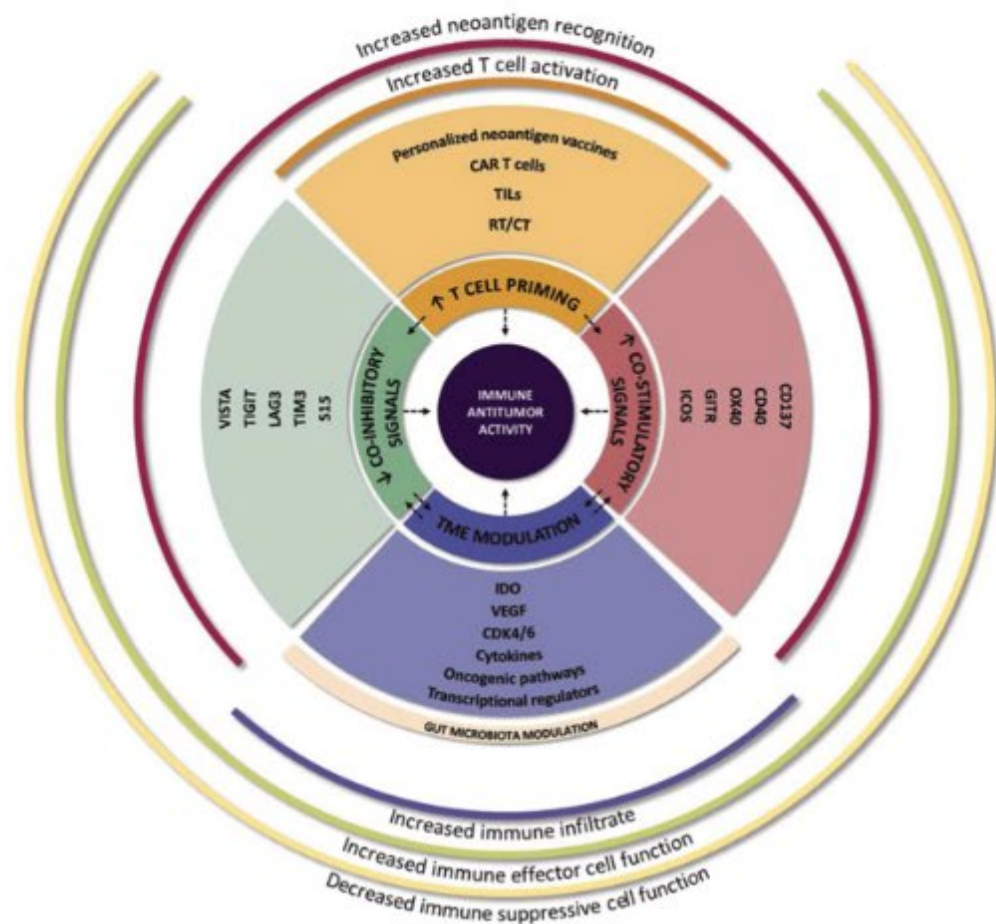 Increased neoantigen recognition
Increased T cell activation
Personalized neoantigen vaccines
CAR T cells
TILs
RT/CT
↑ T CELL PRIMING
↓ CO-INHIBITORY
SIGNALS
VISTA
TIGIT
LAG3
TIM3
S15
IMMUNE
ANTITUMOR
ACTIVITY
↑ CO-STIMULATORY
SIGNALS
CD137
CD40
OX40
GITR
ICOS
TME MODULATION
IDO
VEGF
CDK4/6
Cytokines
Oncogenic pathways
Transcriptional regulators
GUT MICROBIOTA MODULATION
Increased immune infiltrate
Increased immune effector cell function
Decreased immune suppressive cell function